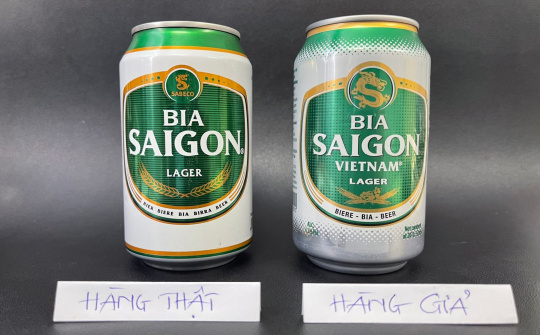 SABECO
BIA
SAIGON®
LAGER
BIER BIERE BIA BIRRA BEER
HÀNG THẬT
BIA
SAIGON
VIETNAM®
LAGER
BIERE - BIA - BEER
HÀNG GIẢ